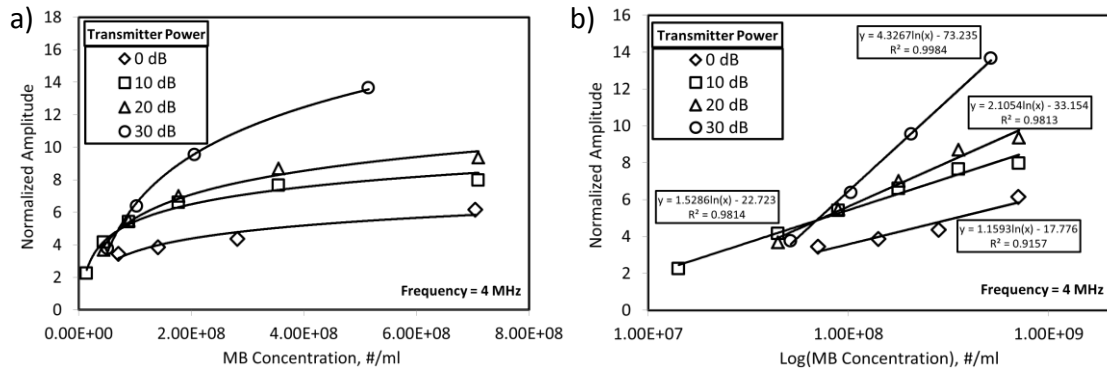 a)
18
16
14
12
10
8
6
4
2
0
Normalized Amplitude
Transmitter Power
0 dB
10 dB
20 dB
30 dB
Frequency = 4 MHz
0.00E+00 2.00E+08 4.00E+08 6.00E+08 8.00E+08
MB Concentration, #/ml
b)
16
14
12
10
8
6
4
2
0
Normalized Amplitude
Transmitter Power
0 dB
10 dB
20 dB
30 dB
y = 4.3267ln(x) - 73.235
R² = 0.9984
y = 2.1054ln(x) - 33.154
R² = 0.9813
y = 1.5286ln(x) - 22.723
R² = 0.9814
y = 1.1593ln(x) - 17.776
R² = 0.9157
Frequency = 4 MHz
1.00E+07 1.00E+08 1.00E+09
Log(MB Concentration), #/ml